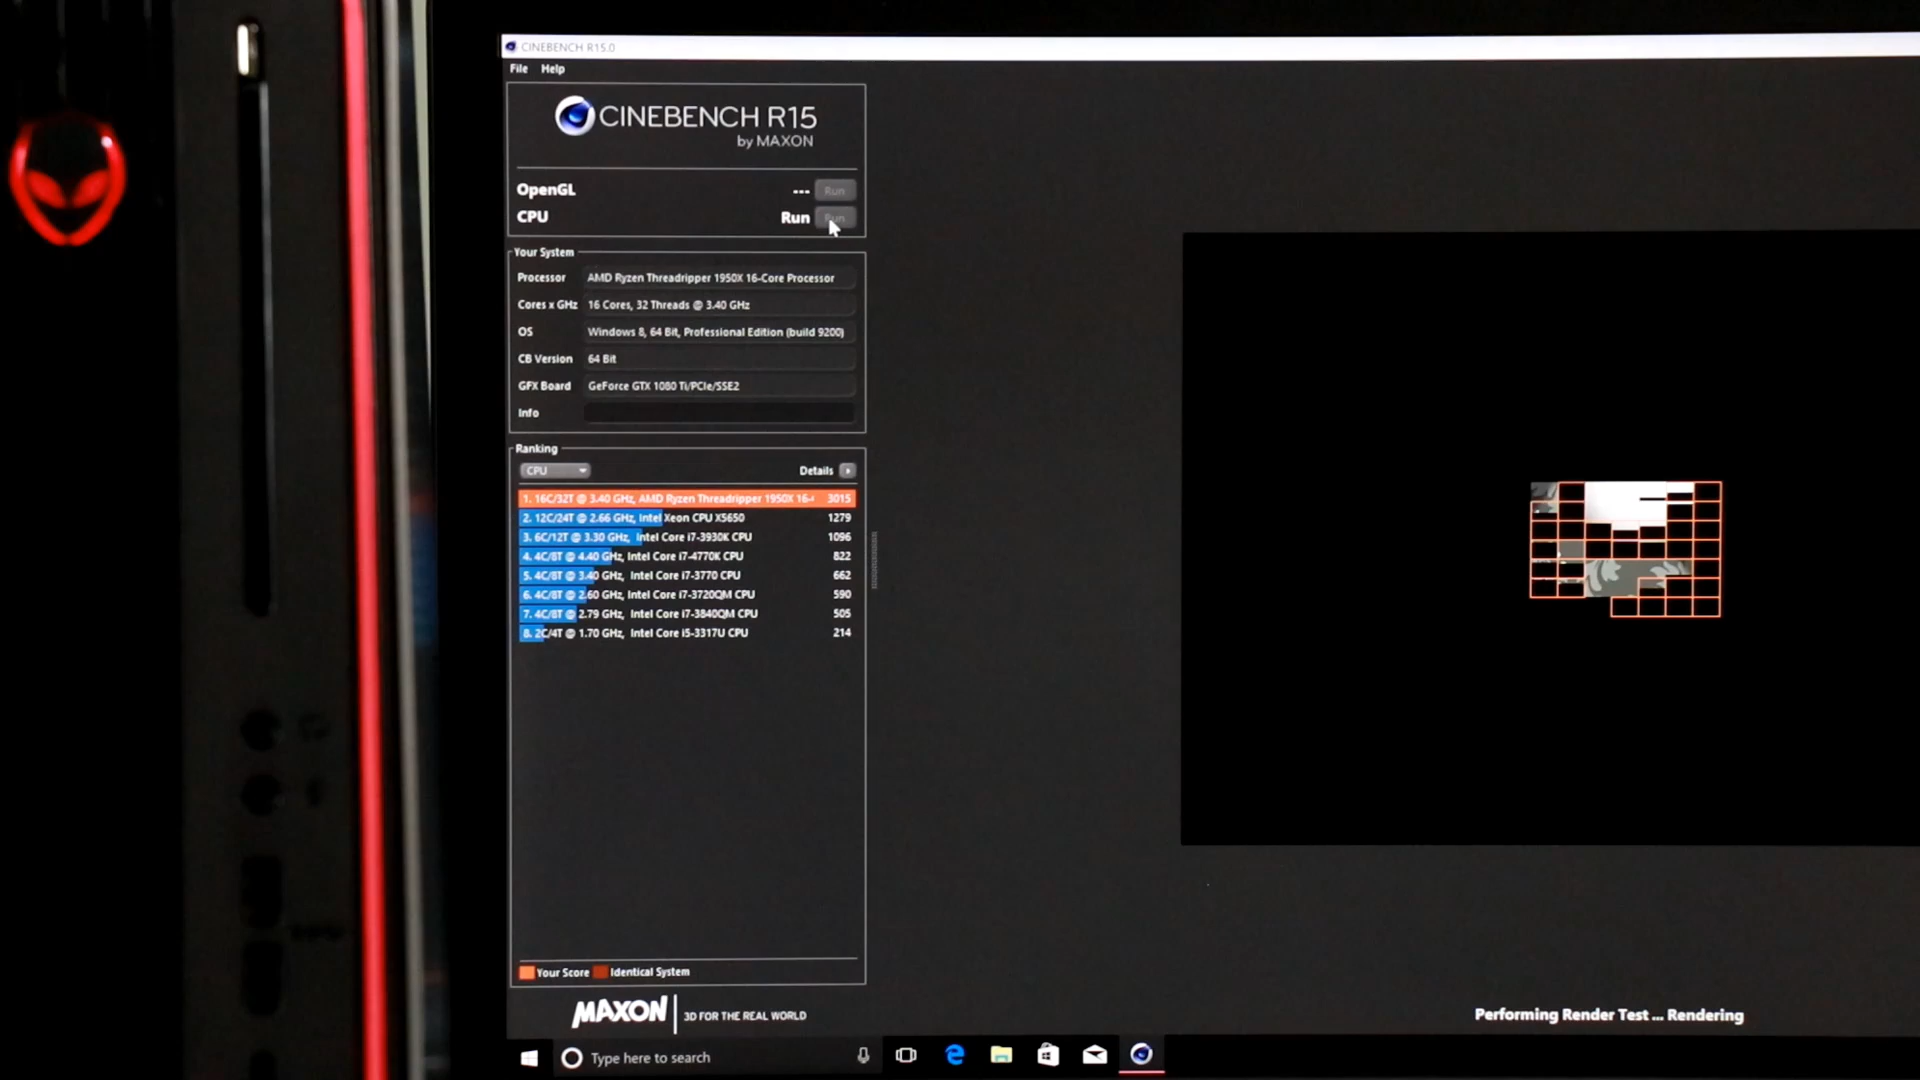 CINEBENCH R15.0
File Help
CINEBENCH R15
by MAXON
OpenGL --- Run
CPU Run Run
Your System
Processor AMD Ryzen Threadripper 1950X 16-Core Processor
Cores x GHz 16 Cores, 32 Threads @ 3.40 GHz
OS Windows 8, 64 Bit, Professional Edition (build 9200)
CB Version 64 Bit
GFX Board GeForce GTX 1080 Ti/PCIe/SSE2
Info
Ranking
CPU Details
1. 16C/32T @ 3.40 GHz, AMD Ryzen Threadripper 1950X 16-‹ 3015
2. 12C/24T @ 2.66 GHz, Intel Xeon CPU X5650 1279
3. 6C/12T @ 3.30 GHz, Intel Core i7-3930K CPU 1096
4. 4C/8T @ 4.40 GHz, Intel Core i7-4770K CPU 822
5. 4C/8T @ 3.40 GHz, Intel Core i7-3770 CPU 662
6. 4C/8T @ 2.60 GHz, Intel Core i7-3720QM CPU 590
7. 4C/8T @ 2.79 GHz, Intel Core i7-3840QM CPU 505
8. 2C/4T @ 1.70 GHz, Intel Core i5-3317U CPU 214
Your Score Identical System
MAXON 3D FOR THE REAL WORLD
Performing Render Test ... Rendering
Type here to search